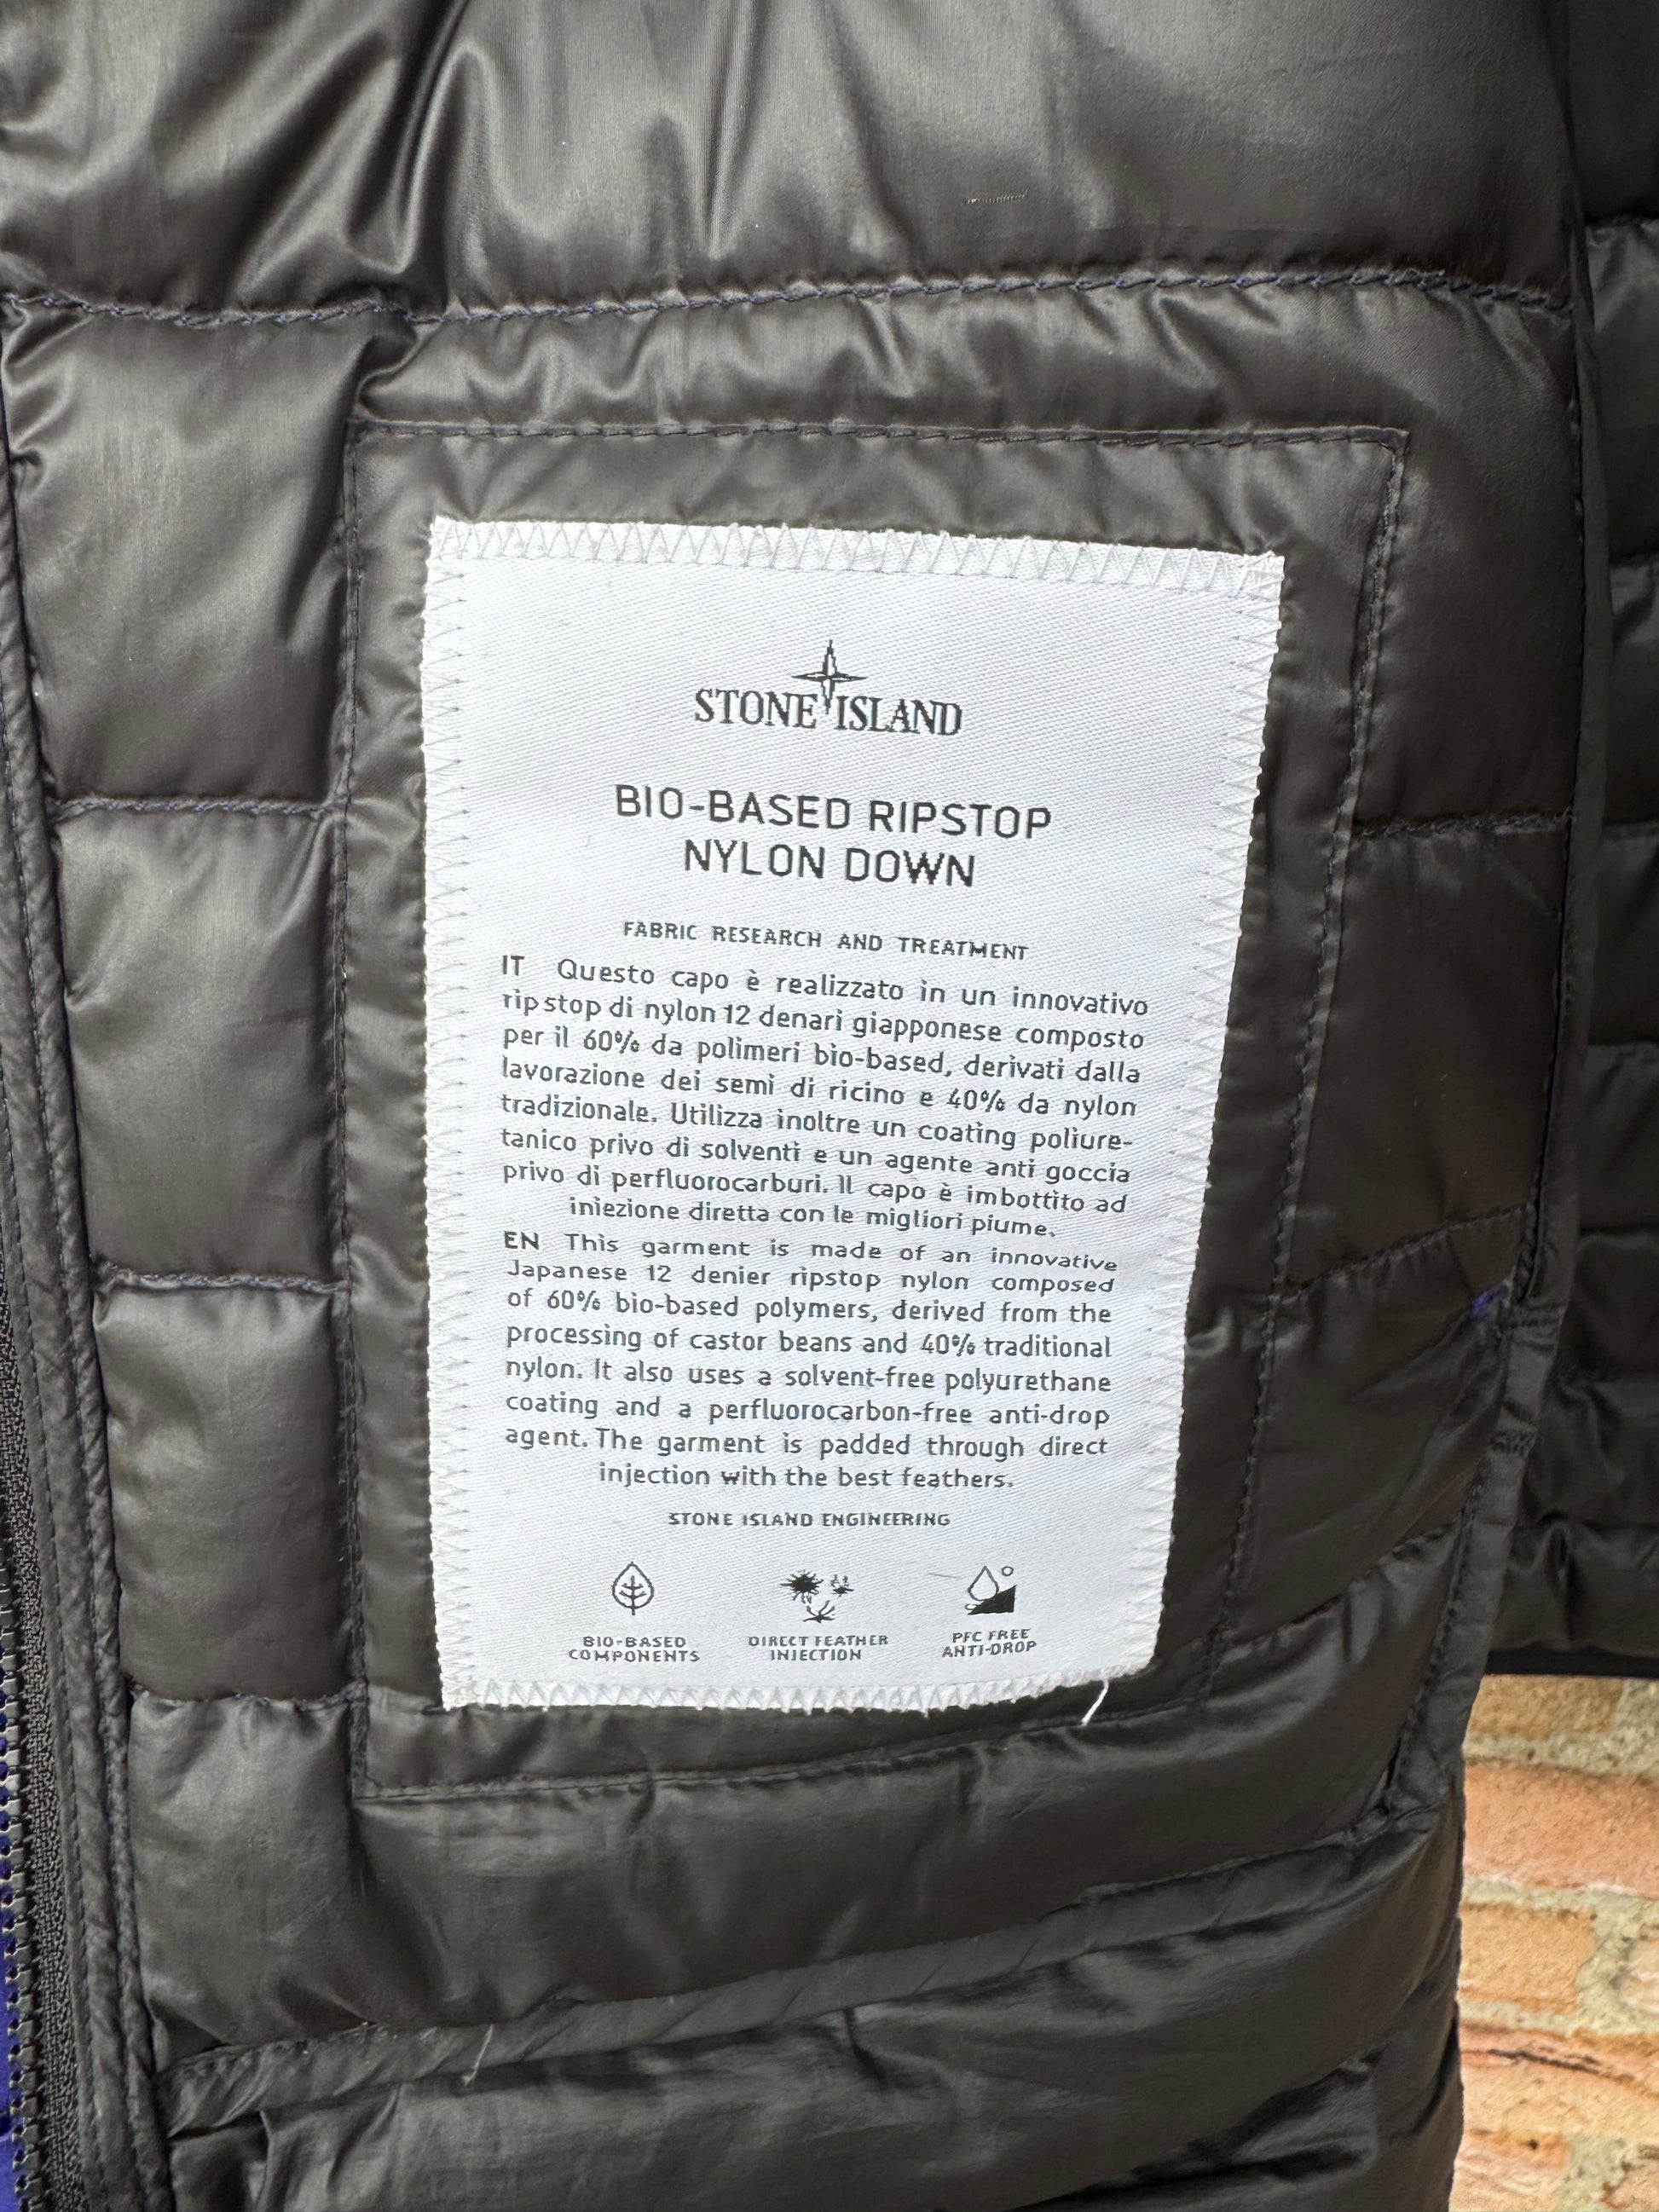 STONE ISLAND
BIO-BASED RIPSTOP
NYLON DOWN
FABRIC RESEARCH AND TREATMENT
IT Questo capo è realizzato in un innovativo
ripstop di nylon 12 denari giapponese composto
per il 60% da polimeri bio-based, derivati dalla
lavorazione dei semi di ricino e 40% da nylon
tradizionale. Utilizza inoltre un coating poliure-
tanico privo di solventi e un agente anti goccia
privo di perfluorocarburi. Il capo è imbottito ad
iniezione diretta con le migliori piume.
EN This garment is made of an innovative
Japanese 12 denier ripstop nylon composed
of 60% bio-based polymers, derived from the
processing of castor beans and 40% traditional
nylon. It also uses a solvent-free polyurethane
coating and a perfluorocarbon-free anti-drop
agent. The garment is padded through direct
injection with the best feathers.
STONE ISLAND ENGINEERING
BIO-BASED
COMPONENTS
DIRECT FEATHER
INJECTION
PFC FREE
ANTI-DROP